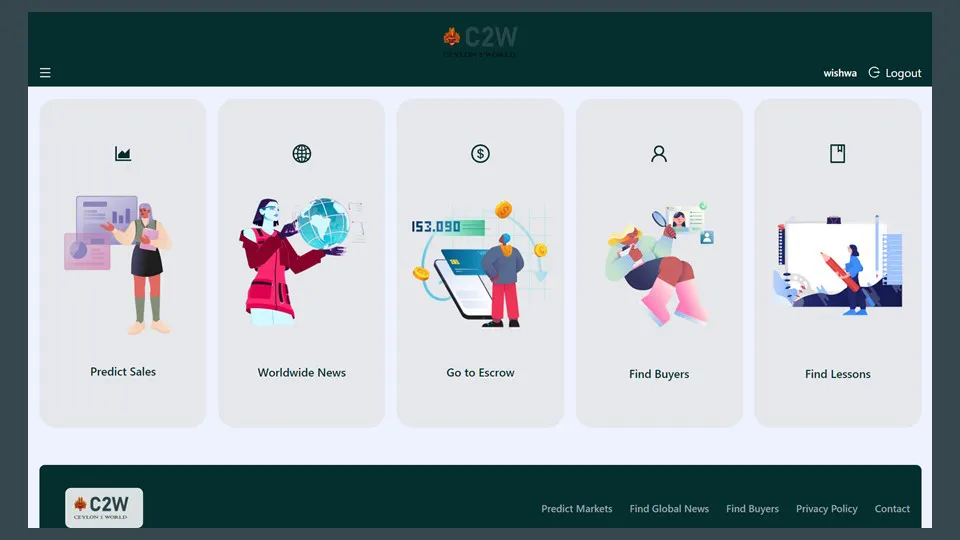 C2W
CEYLON 2 WORLD
wishwa
Logout
153.090
Predict Sales
Worldwide News
Go to Escrow
Find Buyers
Find Lessons
C2W
CEYLON 2 WORLD
Predict Markets
Find Global News
Find Buyers
Privacy Policy
Contact